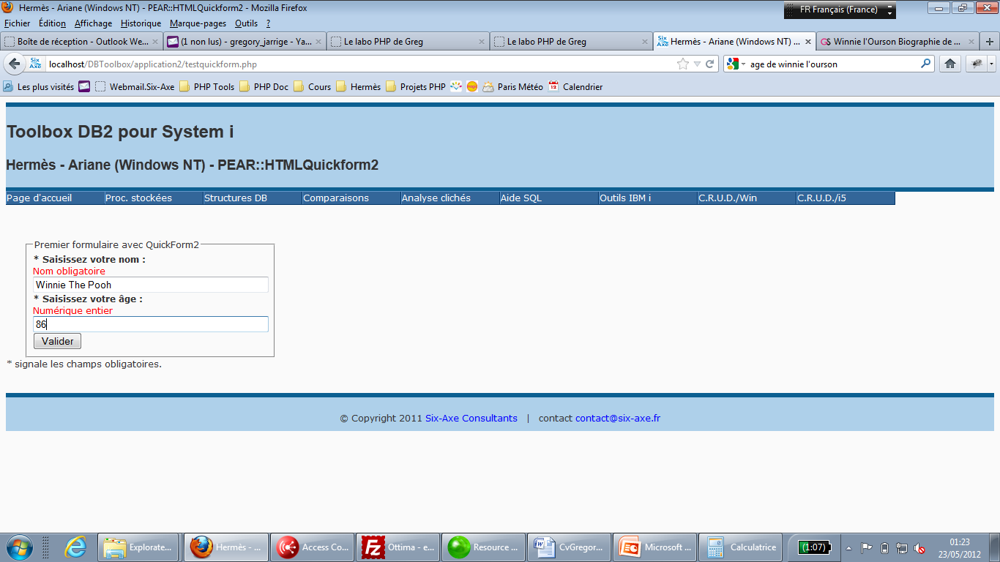 Hermès - Ariane (Windows NT) - PEAR::HTMLQuickform2 - Mozilla Firefox
FR Français (France)
Fichier Édition Affichage Historique Marque-pages Outils ?
Boîte de réception - Outlook We... (1 non lus) - gregory_jarrige - Ya... Le labo PHP de Greg Le labo PHP de Greg Six Axe Hermès - Ariane (Windows NT) ... GS Winnie l'Ourson Biographie de ...
Six Axe localhost/DBToolbox/application2/testquickform.php age de winnie l'ourson
Les plus visités Webmail.Six-Axe PHP Tools PHP Doc Cours Hermès Projets PHP Paris Météo 12 Calendrier
Toolbox DB2 pour System i
Hermès - Ariane (Windows NT) - PEAR::HTMLQuickform2
Page d'accueil Proc. stockées Structures DB Comparaisons Analyse clichés Aide SQL Outils IBM i C.R.U.D./Win C.R.U.D./i5
Premier formulaire avec QuickForm2
* Saisissez votre nom :
Nom obligatoire
Winnie The Pooh
* Saisissez votre âge :
Numérique entier
86
Valider
* signale les champs obligatoires.
© Copyright 2011 Six-Axe Consultants | contact contact@six-axe.fr
Explorate... Hermès - ... Access Co... Fz Ottima - e... Resource ... CvGregor... Microsoft ... Calculatrice (1:07) 01:23
23/05/2012